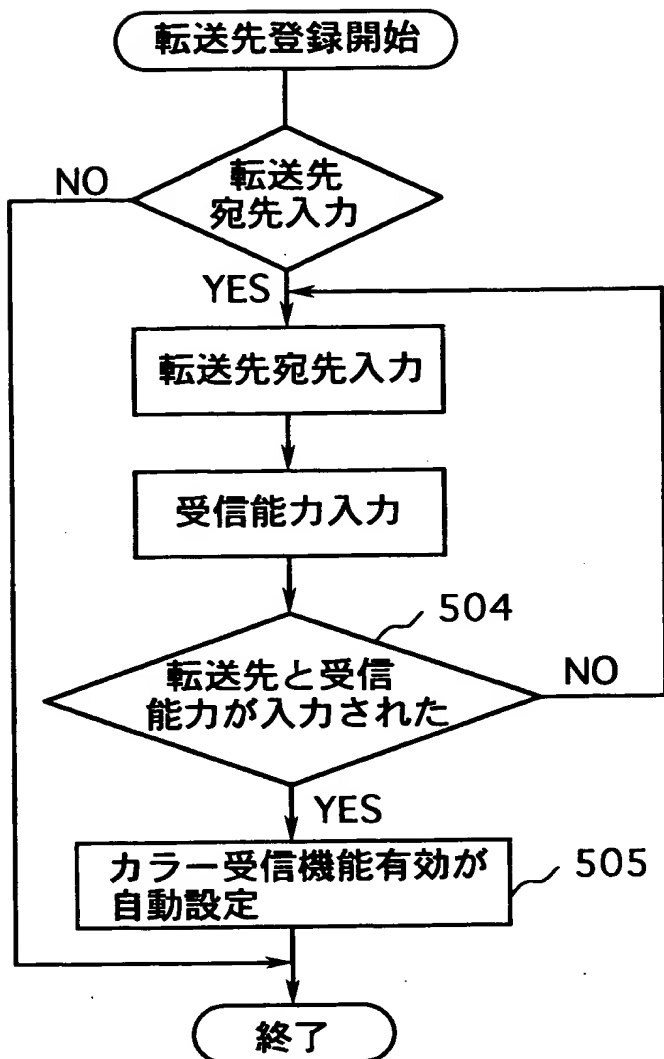 転送先登録開始
転送先
宛先入力
NO
YES
転送先宛先入力
受信能力入力
504
転送先と受信
能力が入力された
NO
YES
カラー受信機能有効が
自動設定
505
終了